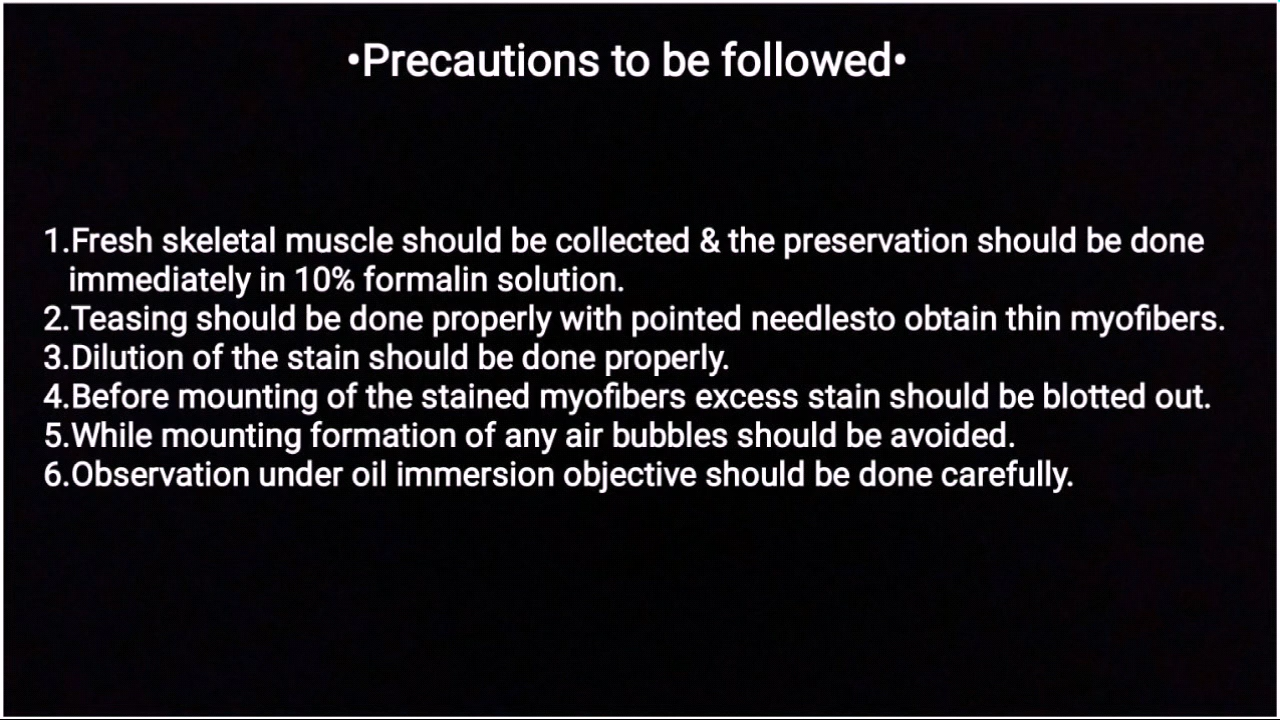 •Precautions to be followed•
1.Fresh skeletal muscle should be collected & the preservation should be done
immediately in 10% formalin solution.
2.Teasing should be done properly with pointed needlesto obtain thin myofibers.
3.Dilution of the stain should be done properly.
4.Before mounting of the stained myofibers excess stain should be blotted out.
5.While mounting formation of any air bubbles should be avoided.
6.Observation under oil immersion objective should be done carefully.